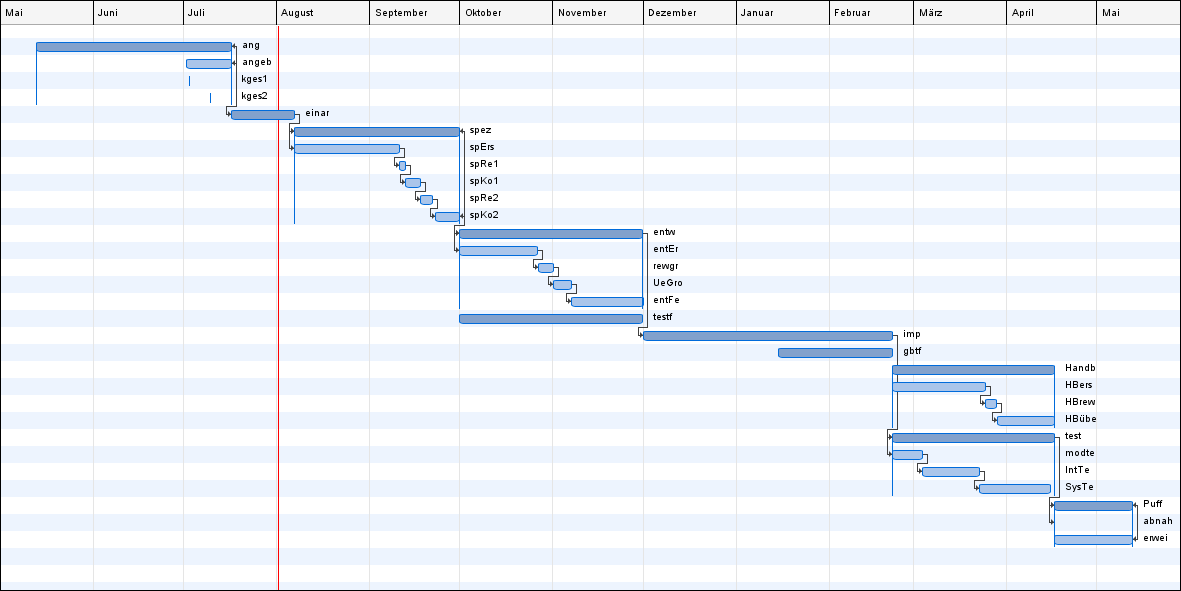 Mai Juni Juli August September Oktober November Dezember Januar Februar März April Mai
ang
angeb
kges1
kges2
einar
spez
spErs
spRe1
spKo1
spRe2
spKo2
entw
entEr
rewgr
UeGro
entFe
testf
imp
gbtf
Handb
HBers
HBrew
HBübe
test
modte
IntTe
SysTe
Puff
abnah
erwei